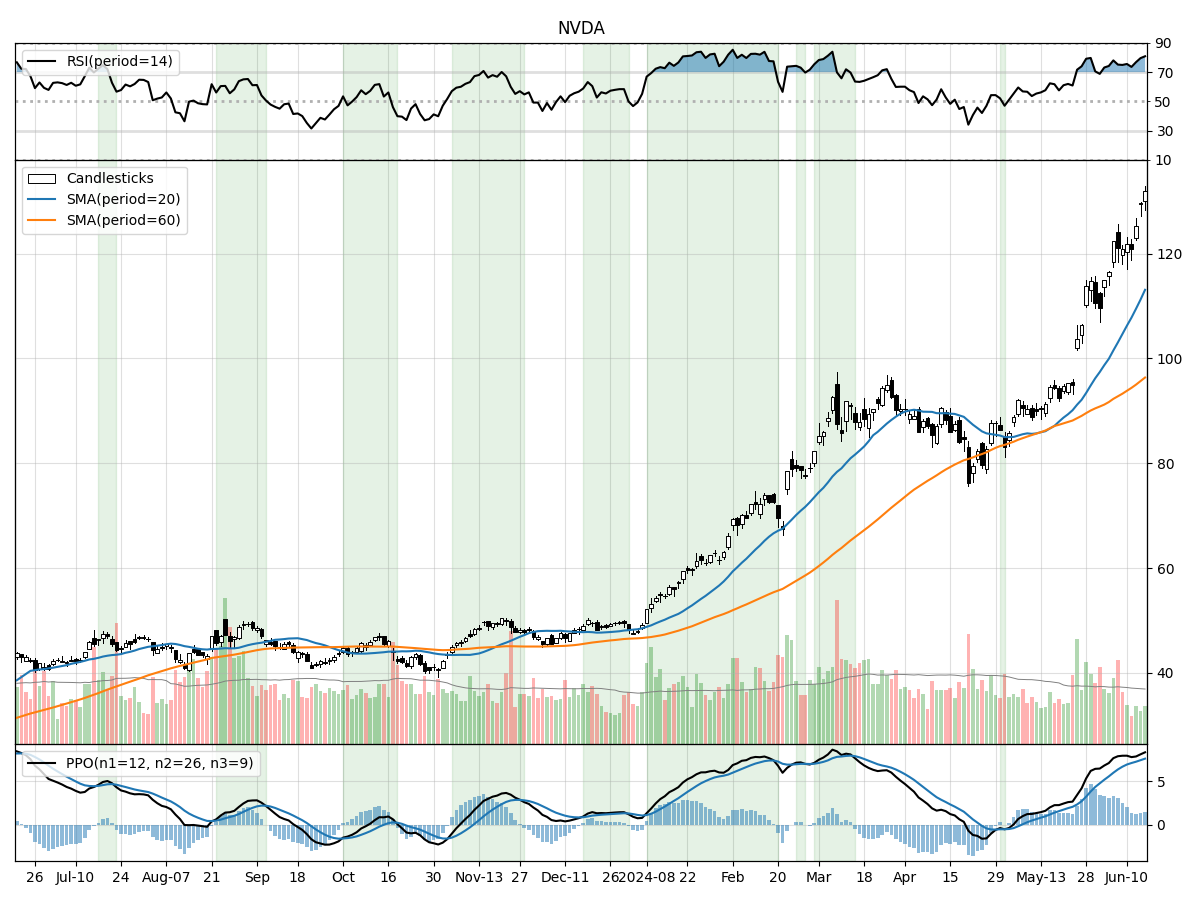 NVDA
RSI(period=14)
90
70
50
30
10
Candlesticks
SMA(period=20)
SMA(period=60)
120
100
80
60
40
PPO(n1=12, n2=26, n3=9)
5
0
26 Jul-10 24 Aug-07 21 Sep 18 Oct 16 30 Nov-13 27 Dec-11 26 2024-08 22 Feb 20 Mar 18 Apr 15 29 May-13 28 Jun-10